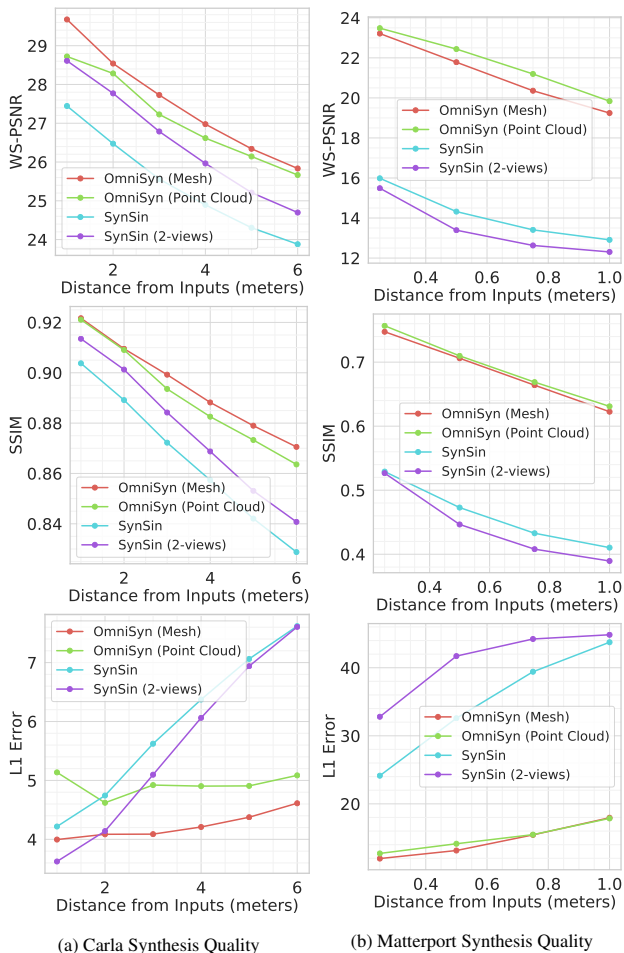 29
28
27
26
25
24
WS-PSNR
OmniSyn (Mesh)
OmniSyn (Point Cloud)
SynSin
SynSin (2-views)
2
4
6
Distance from Inputs (meters)
24
22
20
18
16
14
12
WS-PSNR
OmniSyn (Mesh)
OmniSyn (Point Cloud)
SynSin
SynSin (2-views)
0.4
0.6
0.8
1.0
Distance from Inputs (meters)
0.92
0.90
0.88
0.86
0.84
SSIM
OmniSyn (Mesh)
OmniSyn (Point Cloud)
SynSin
SynSin (2-views)
2
4
6
Distance from Inputs (meters)
0.7
0.6
0.5
0.4
SSIM
OmniSyn (Mesh)
OmniSyn (Point Cloud)
SynSin
SynSin (2-views)
0.4
0.6
0.8
1.0
Distance from Inputs (meters)
7
6
5
4
L1 Error
OmniSyn (Mesh)
OmniSyn (Point Cloud)
SynSin
SynSin (2-views)
2
4
6
Distance from Inputs (meters)
40
30
20
L1 Error
OmniSyn (Mesh)
OmniSyn (Point Cloud)
SynSin
SynSin (2-views)
0.4
0.6
0.8
1.0
Distance from Inputs (meters)
(a) Carla Synthesis Quality
(b) Matterport Synthesis Quality